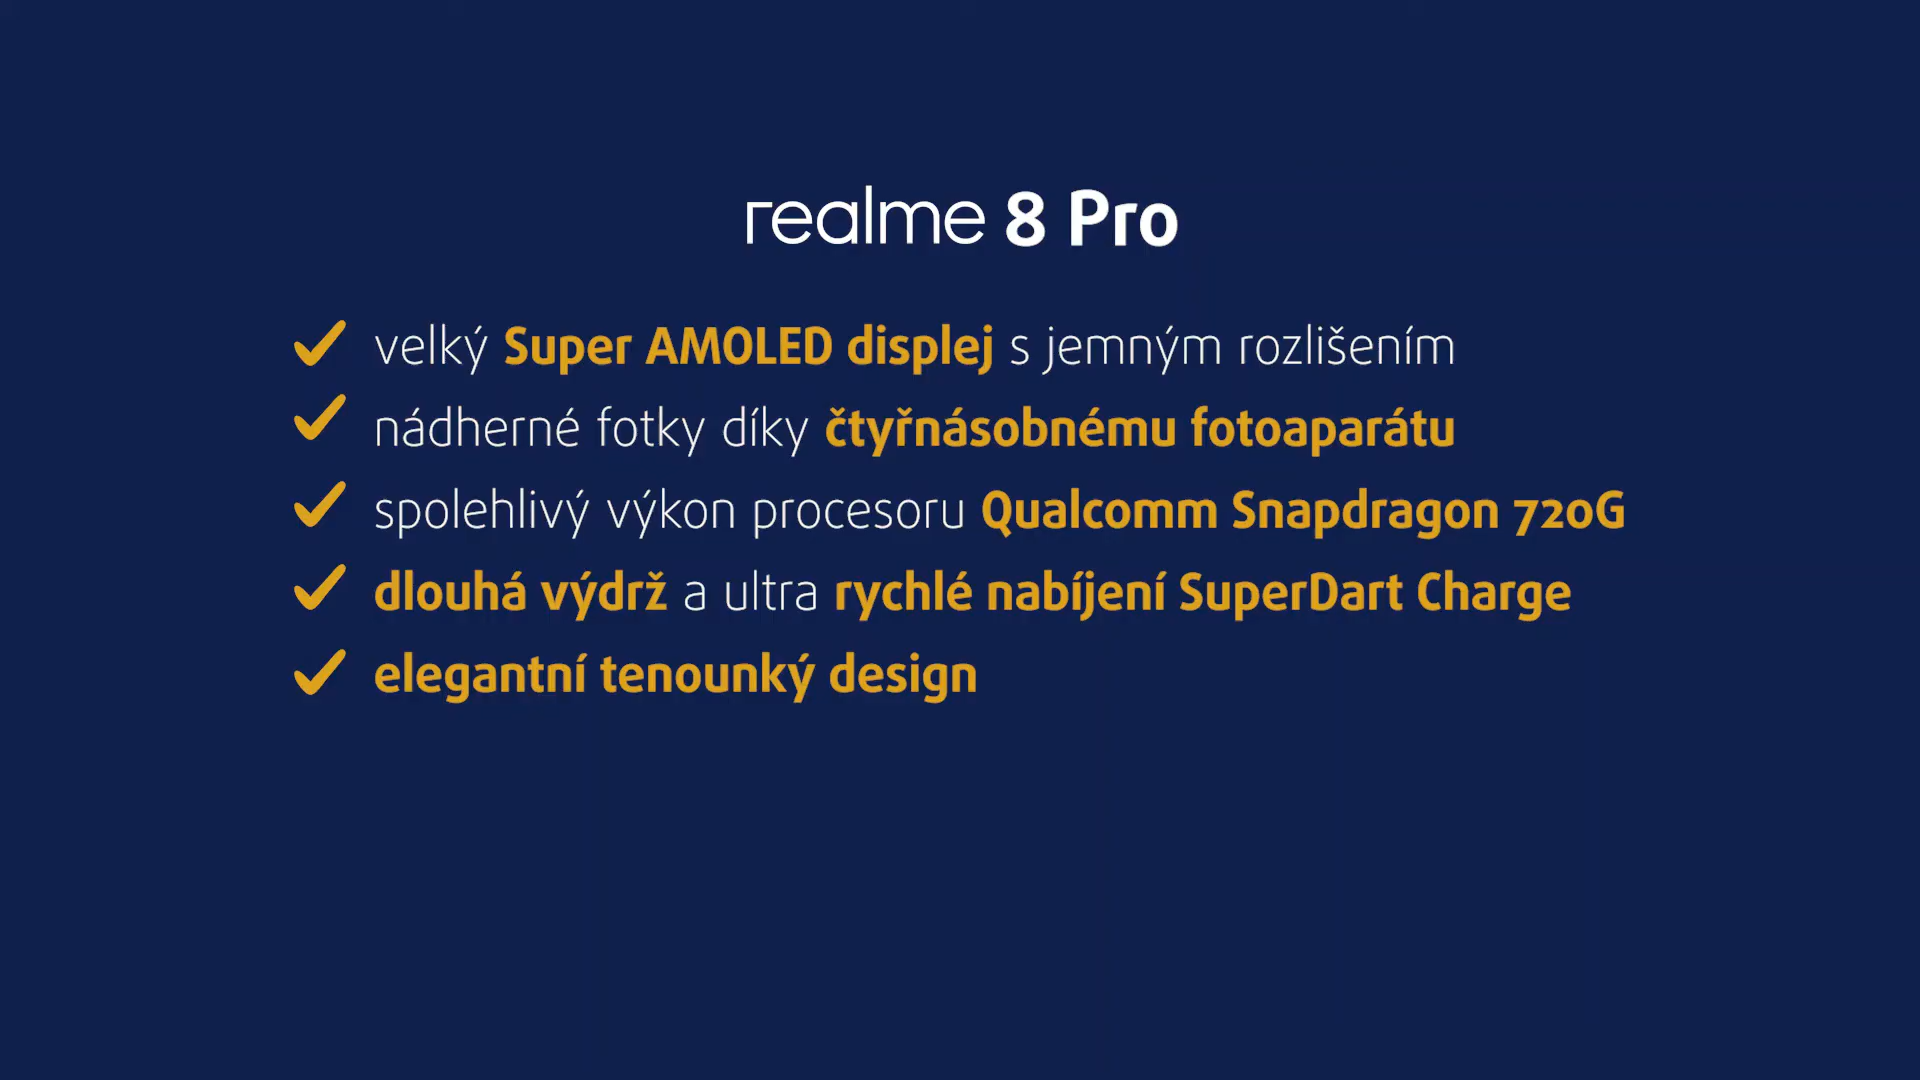 realme 8 Pro
velký Super AMOLED displej s jemným rozlišením
nádherné fotky díky čtyřnásobnému fotoaparátu
spolehlivý výkon procesoru Qualcomm Snapdragon 720G
dlouhá výdrž a ultra rychlé nabíjení SuperDart Charge
elegantní tenounký design